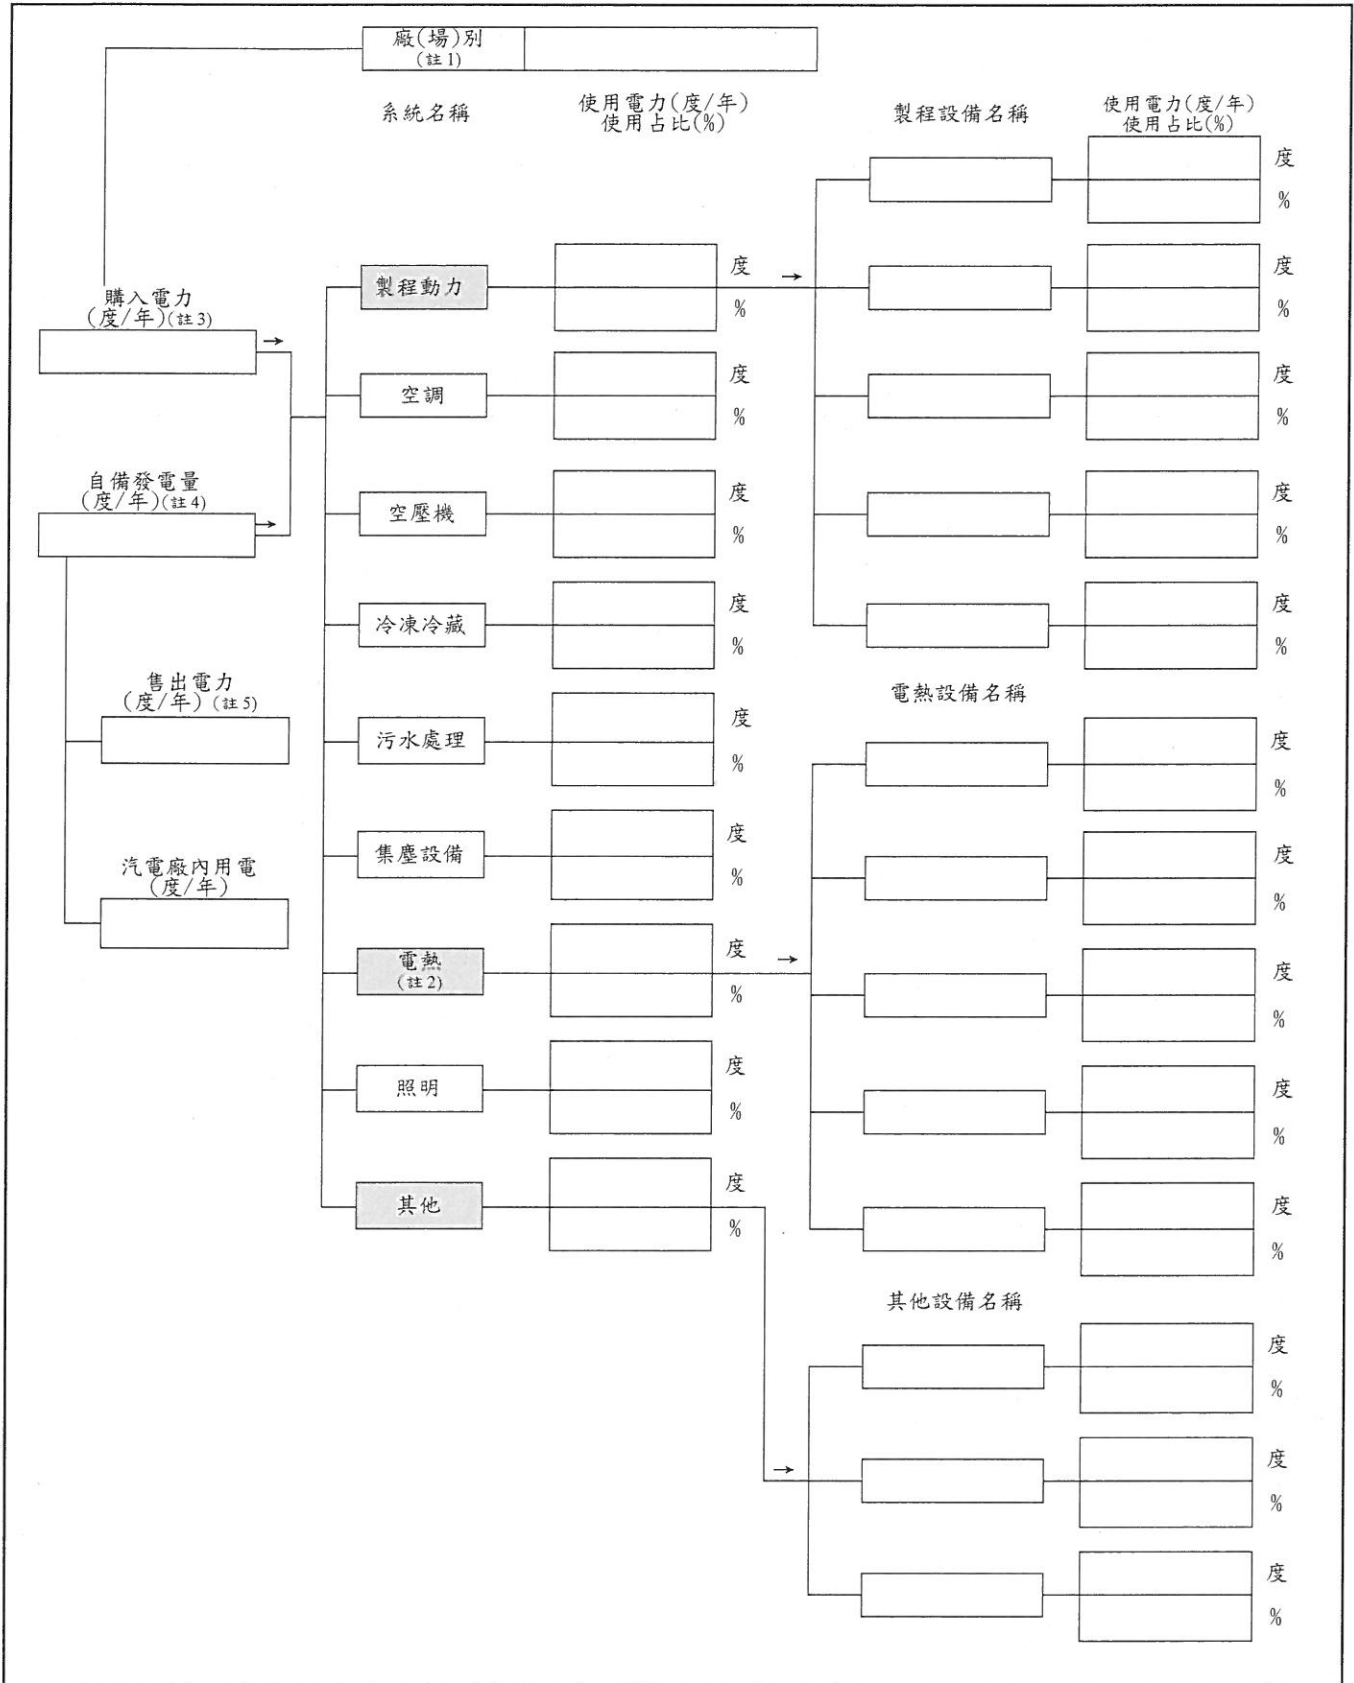 廠(場)別
(註1)
系統名稱
使用電力(度/年)
使用占比(%)
製程設備名稱
使用電力(度/年)
使用占比(%)
度
%
購入電力
(度/年)(註3)
製程動力
度
%
度
%
空調
度
%
度
%
自備發電量
(度/年)(註4)
空壓機
度
%
度
%
冷凍冷藏
度
%
度
%
售出電力
(度/年)(註5)
電熱設備名稱
污水處理
度
%
度
%
集塵設備
度
%
度
%
汽電廠內用電
(度/年)
電熱
(註2)
度
%
度
%
照明
度
%
度
%
其他
度
%
度
%
其他設備名稱
度
%
度
%
度
%